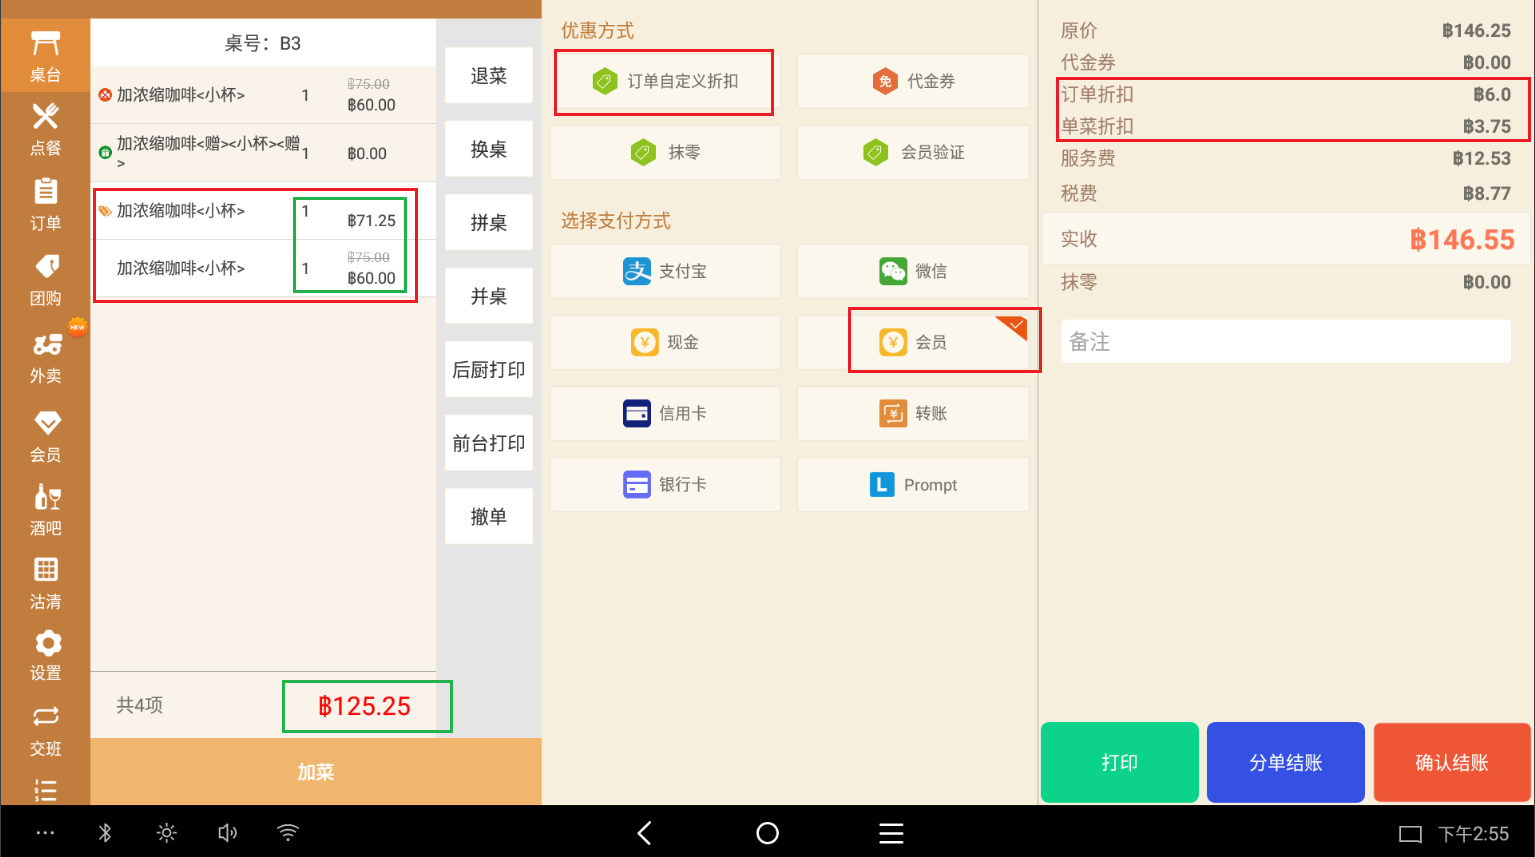 桌号：B3
桌台
点餐
订单
团购
NEW
外卖
会员
酒吧
沽清
设置
交班
加浓缩咖啡<小杯>
1
฿75.00
฿60.00
加浓缩咖啡<赠><小杯><赠
>
1
฿0.00
加浓缩咖啡<小杯>
1
฿71.25
加浓缩咖啡<小杯>
1
฿75.00
฿60.00
共4项
฿125.25
加菜
退菜
换桌
拼桌
并桌
后厨打印
前台打印
撤单
优惠方式
订单自定义折扣
免 代金券
抹零
会员验证
选择支付方式
支 支付宝
微信
¥ 现金
¥ 会员
信用卡
¥ 转账
银行卡
L Prompt
原价 ฿146.25
代金券 ฿0.00
订单折扣 ฿6.0
单菜折扣 ฿3.75
服务费 ฿12.53
税费 ฿8.77
实收 ฿146.55
抹零 ฿0.00
备注
打印
分单结账
确认结账
下午2:55